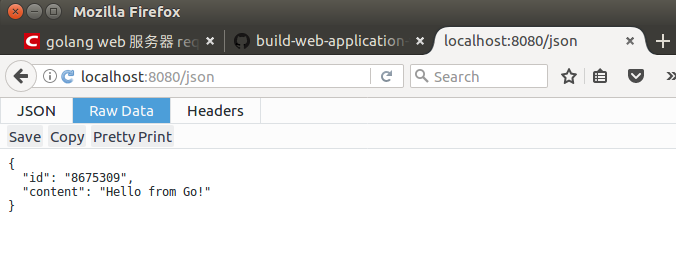 Mozilla Firefox
golang web 服务器 req
build-web-application-
localhost:8080/json
localhost:8080/json
Search
JSON Raw Data Headers
Save Copy Pretty Print
{
"id": "8675309",
"content": "Hello from Go!"
}